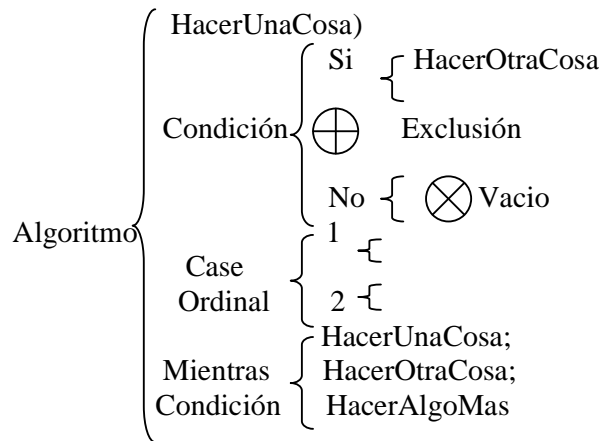 HacerUnaCosa)
Si HacerOtraCosa
Condición Exclusión
No Vacio
Algoritmo
1
Case
Ordinal 2
HacerUnaCosa;
Mientras HacerOtraCosa;
Condición HacerAlgoMas